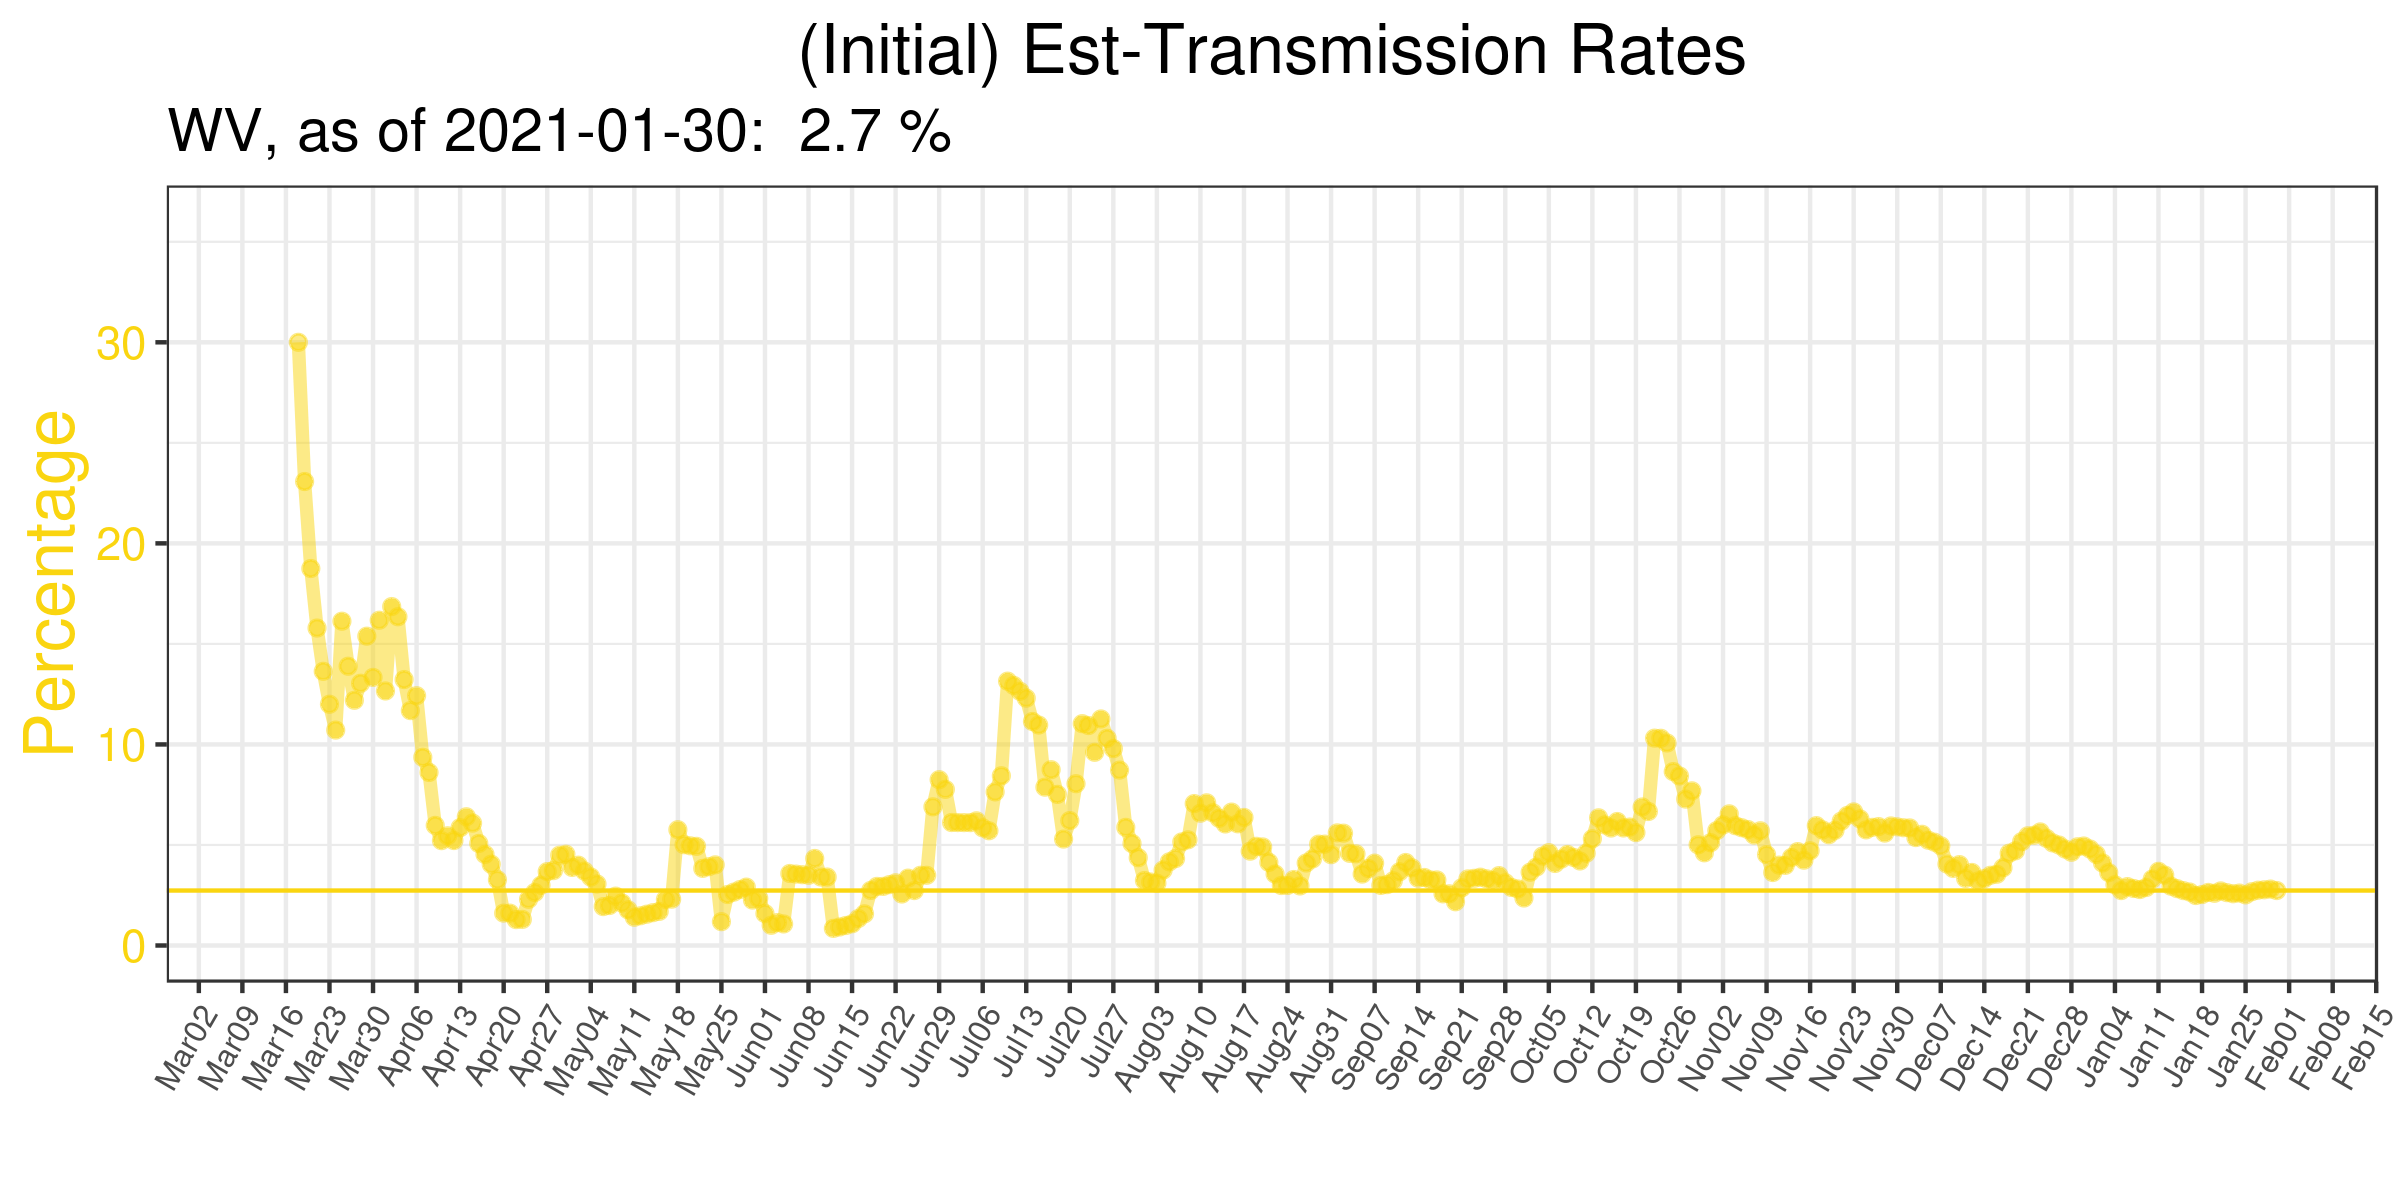 (Initial) Est-Transmission Rates
WV, as of 2021-01-30:  2.7 %
Percentage
30
20
10
0
Mar02
Mar09
Mar16
Mar23
Mar30
Apr06
Apr13
Apr20
Apr27
May04
May11
May18
May25
Jun01
Jun08
Jun15
Jun22
Jun29
Jul06
Jul13
Jul20
Jul27
Aug03
Aug10
Aug17
Aug24
Aug31
Sep07
Sep14
Sep21
Sep28
Oct05
Oct12
Oct19
Oct26
Nov02
Nov09
Nov16
Nov23
Nov30
Dec07
Dec14
Dec21
Dec28
Jan04
Jan11
Jan18
Jan25
Feb01
Feb08
Feb15